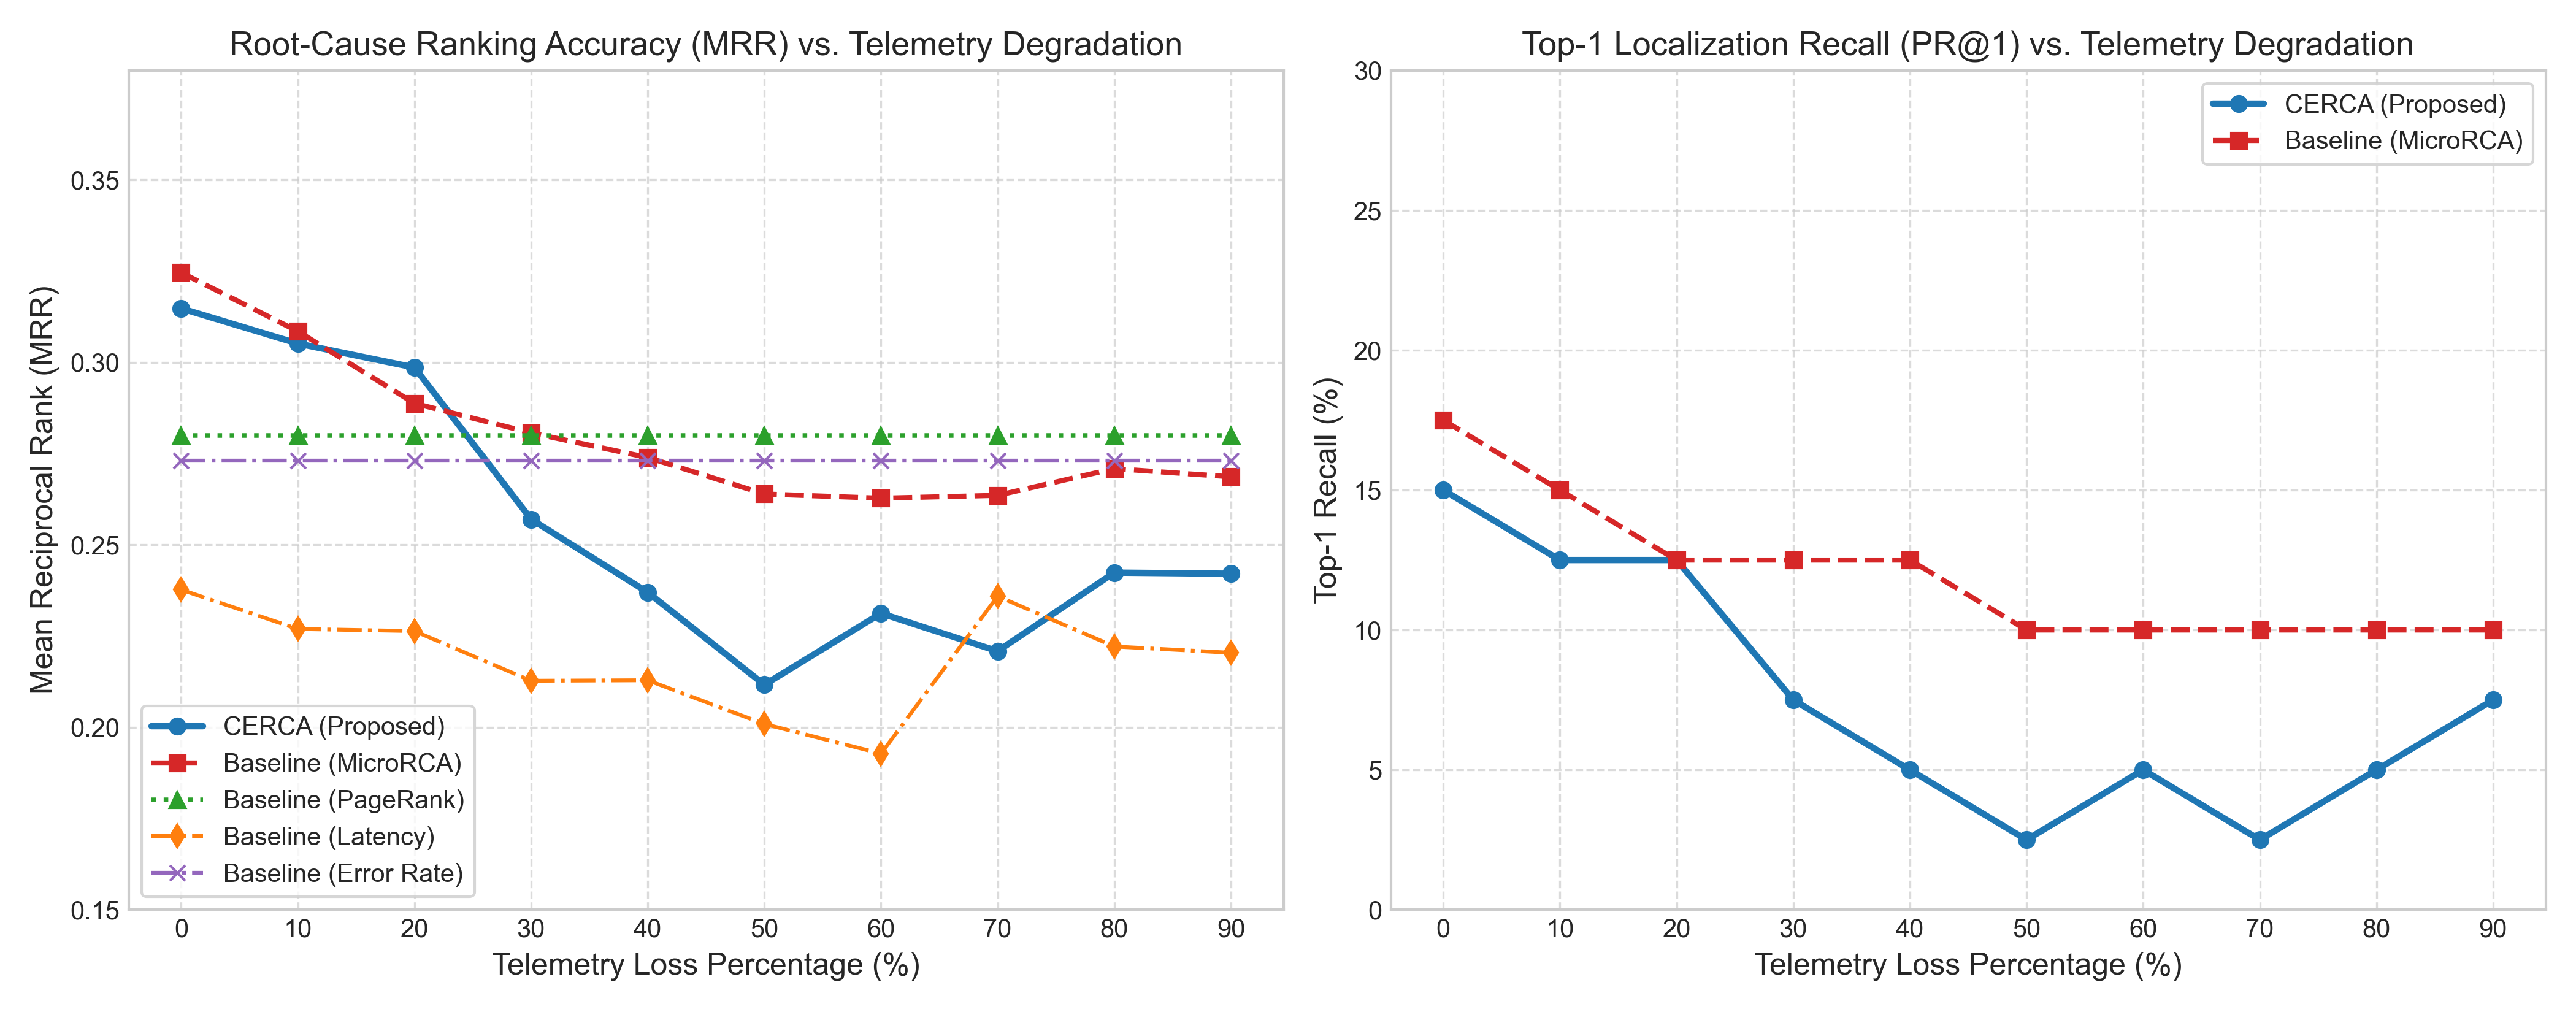 Root-Cause Ranking Accuracy (MRR) vs. Telemetry Degradation
Mean Reciprocal Rank (MRR)
0.35
0.30
0.25
0.20
0.15
CERCA (Proposed)
Baseline (MicroRCA)
Baseline (PageRank)
Baseline (Latency)
Baseline (Error Rate)
0 10 20 30 40 50 60 70 80 90
Telemetry Loss Percentage (%)
Top-1 Localization Recall (PR@1) vs. Telemetry Degradation
Top-1 Recall (%)
30
25
20
15
10
5
0
CERCA (Proposed)
Baseline (MicroRCA)
0 10 20 30 40 50 60 70 80 90
Telemetry Loss Percentage (%)